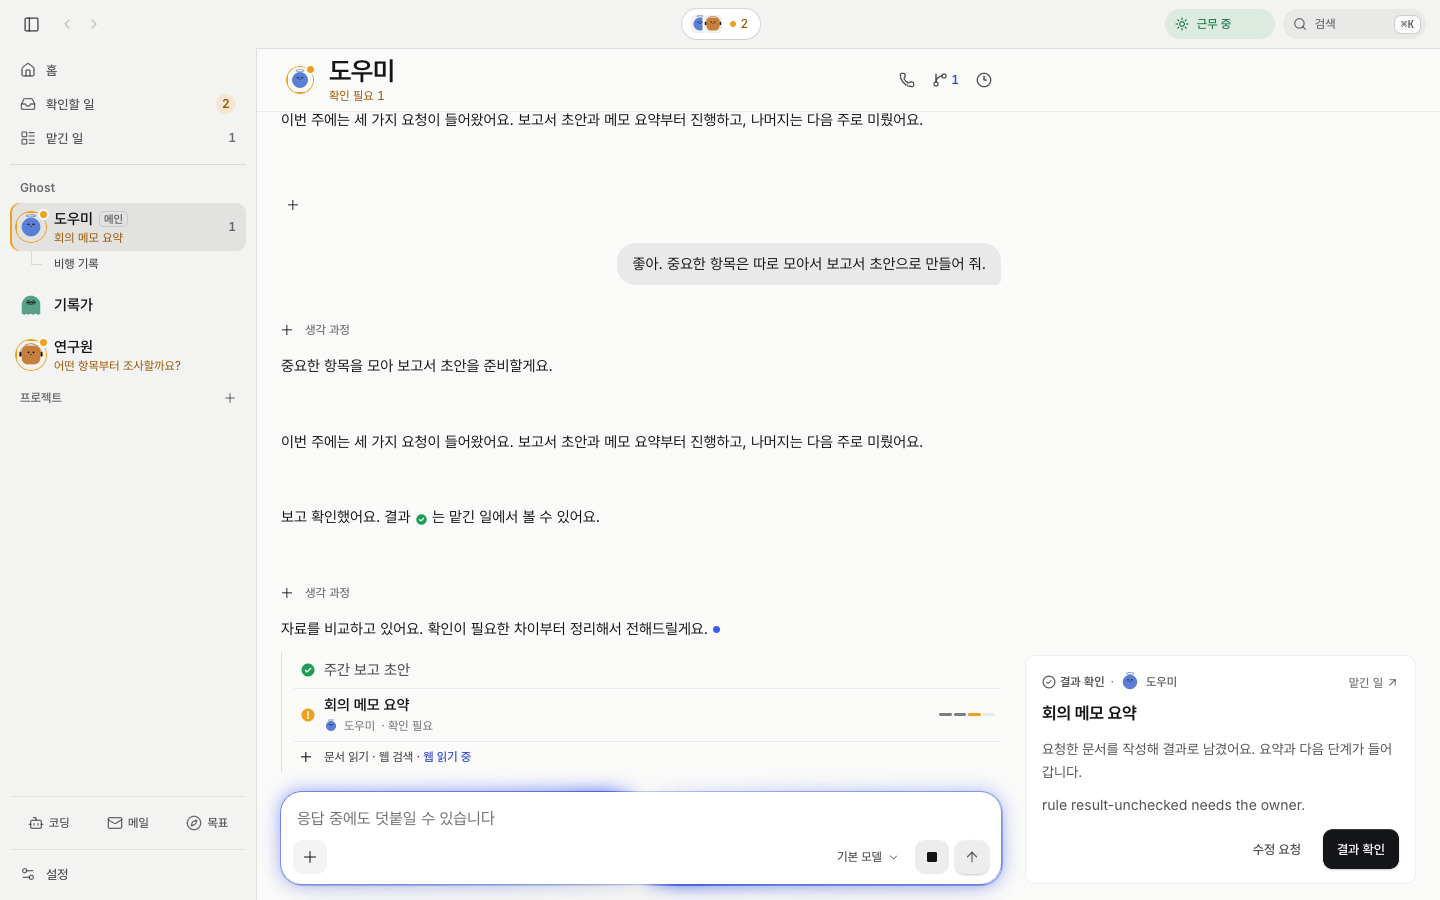 2
근무 중
검색
⌘K
홈
확인할 일
2
맡긴 일
1
Ghost
도우미
메인
회의 메모 요약
1
비행 기록
기록가
연구원
어떤 항목부터 조사할까요?
프로젝트
코딩
메일
목표
설정
도우미
확인 필요 1
1
이번 주에는 세 가지 요청이 들어왔어요. 보고서 초안과 메모 요약부터 진행하고, 나머지는 다음 주로 미뤘어요.
좋아. 중요한 항목은 따로 모아서 보고서 초안으로 만들어 줘.
생각 과정
중요한 항목을 모아 보고서 초안을 준비할게요.
이번 주에는 세 가지 요청이 들어왔어요. 보고서 초안과 메모 요약부터 진행하고, 나머지는 다음 주로 미뤘어요.
보고 확인했어요. 결과 는 맡긴 일에서 볼 수 있어요.
생각 과정
자료를 비교하고 있어요. 확인이 필요한 차이부터 정리해서 전해드릴게요.
주간 보고 초안
회의 메모 요약
도우미 · 확인 필요
문서 읽기 · 웹 검색 · 웹 읽기 중
응답 중에도 덧붙일 수 있습니다
기본 모델
결과 확인 · 도우미
맡긴 일
회의 메모 요약
요청한 문서를 작성해 결과로 남겼어요. 요약과 다음 단계가 들어
갑니다.
rule result-unchecked needs the owner.
수정 요청
결과 확인